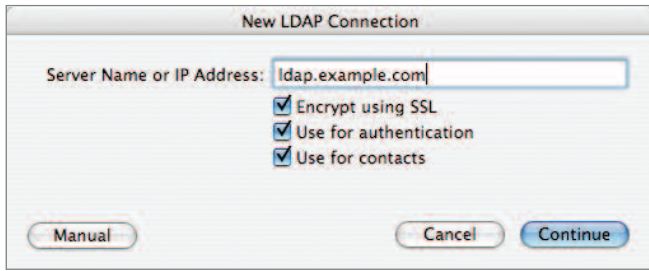 New LDAP Connection
Server Name or IP Address: ldap.example.com
Encrypt using SSL
Use for authentication
Use for contacts
Manual Cancel Continue